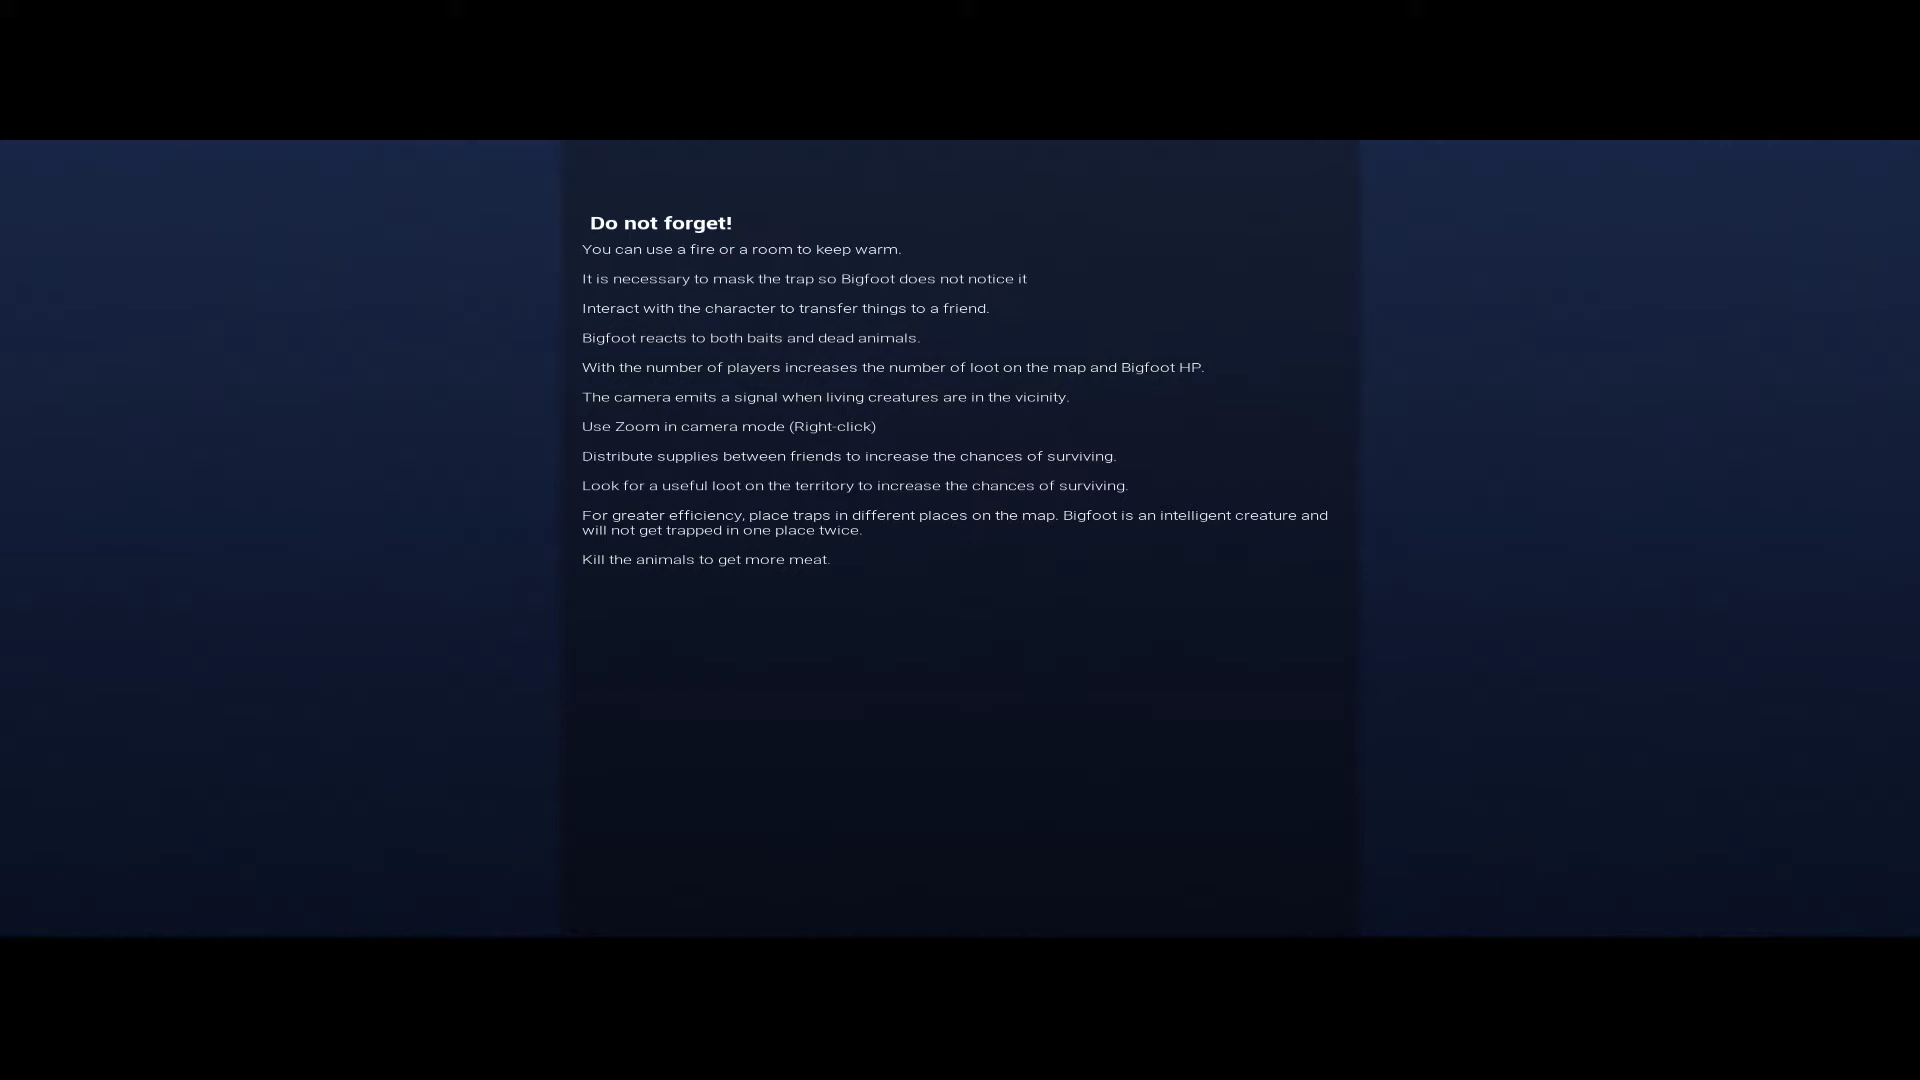 Do not forget!
You can use a fire or a room to keep warm.
It is necessary to mask the trap so Bigfoot does not notice it
Interact with the character to transfer things to a friend.
Bigfoot reacts to both baits and dead animals.
With the number of players increases the number of loot on the map and Bigfoot HP.
The camera emits a signal when living creatures are in the vicinity.
Use Zoom in camera mode (Right-click)
Distribute supplies between friends to increase the chances of surviving.
Look for a useful loot on the territory to increase the chances of surviving.
For greater efficiency, place traps in different places on the map. Bigfoot is an intelligent creature and
will not get trapped in one place twice.
Kill the animals to get more meat.